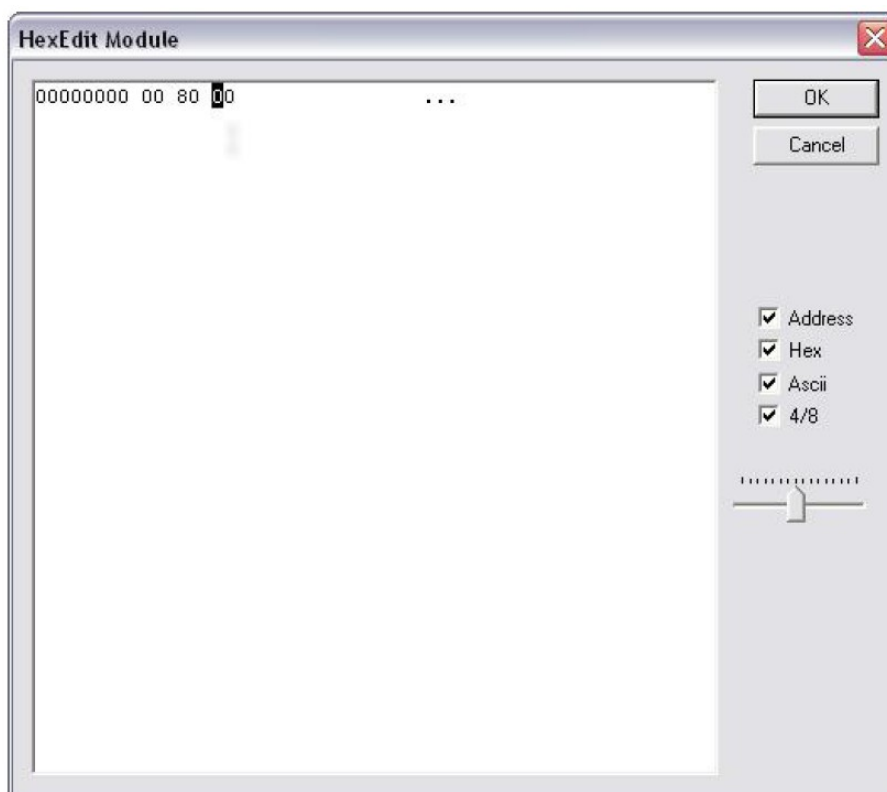 HexEdit Module
00000000 00 80 00 ...
OK
Cancel
Address
Hex
Ascii
4/8